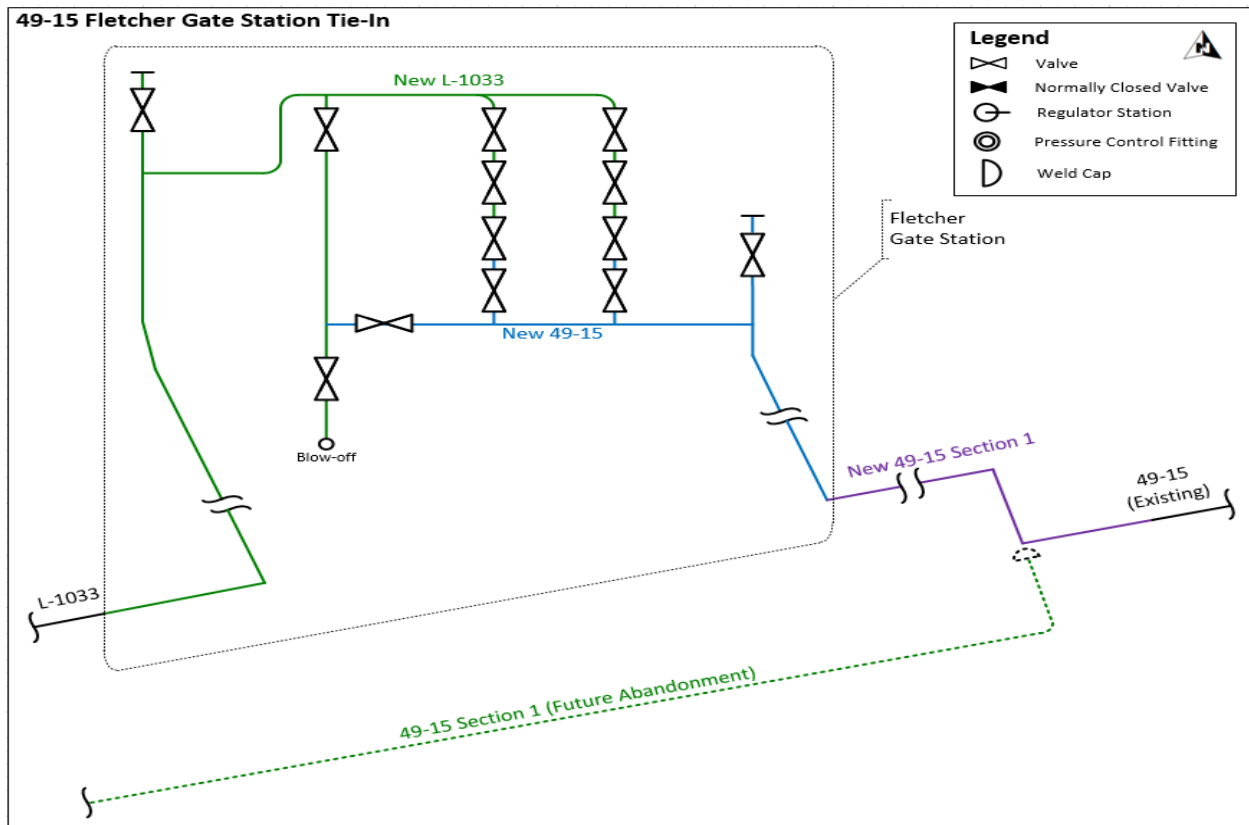 49-15 Fletcher Gate Station Tie-In
Legend
N
Valve
Normally Closed Valve
Regulator Station
Pressure Control Fitting
Weld Cap
New L-1033
Fletcher
Gate Station
New 49-15
Blow-off
New 49-15 Section 1
49-15
(Existing)
L-1033
49-15 Section 1 (Future Abandonment)